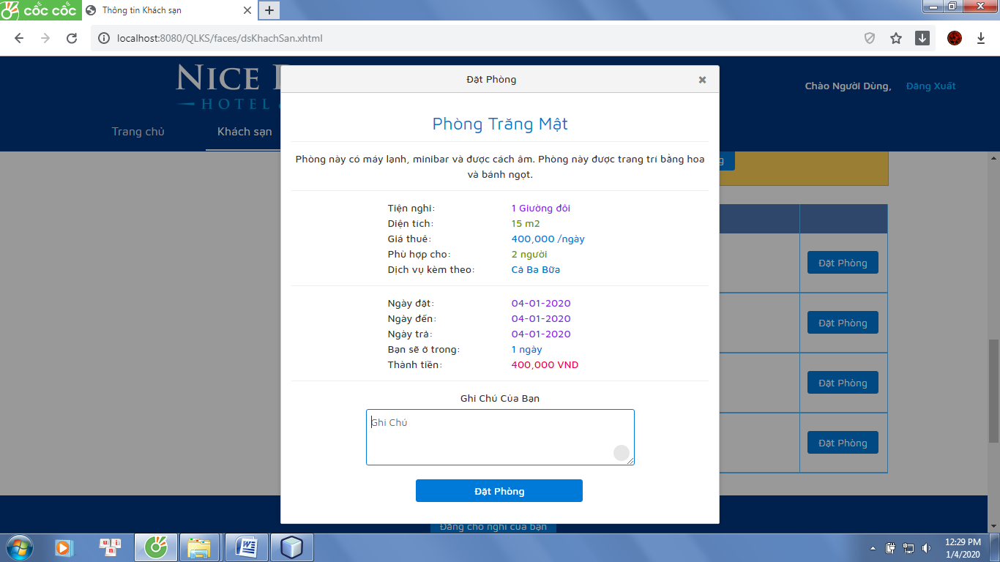 cốc cốc
Thông tin Khách sạn
localhost:8080/QLKS/faces/dsKhachSan.xhtml
NICE
HOTEL
Chào Người Dùng, Đăng Xuất
Trang chủ Khách sạn
Đặt Phòng
Phòng Trăng Mật
Phòng này có máy lạnh, minibar và được cách âm. Phòng này được trang trí bằng hoa
và bánh ngọt.
Tiện nghi: 1 Giường đôi
Diện tích: 15 m2
Giá thuê: 400,000 /ngày
Phù hợp cho: 2 người
Dịch vụ kèm theo: Cả Ba Bữa
Ngày đặt: 04-01-2020
Ngày đến: 04-01-2020
Ngày trả: 04-01-2020
Bạn sẽ ở trong: 1 ngày
Thành tiền: 400,000 VND
Ghi Chú Của Bạn
Ghi Chú
Đặt Phòng
Đặt Phòng
Đặt Phòng
Đặt Phòng
Đặt Phòng
Đăng chỗ nghỉ của bạn
12:29 PM
1/4/2020